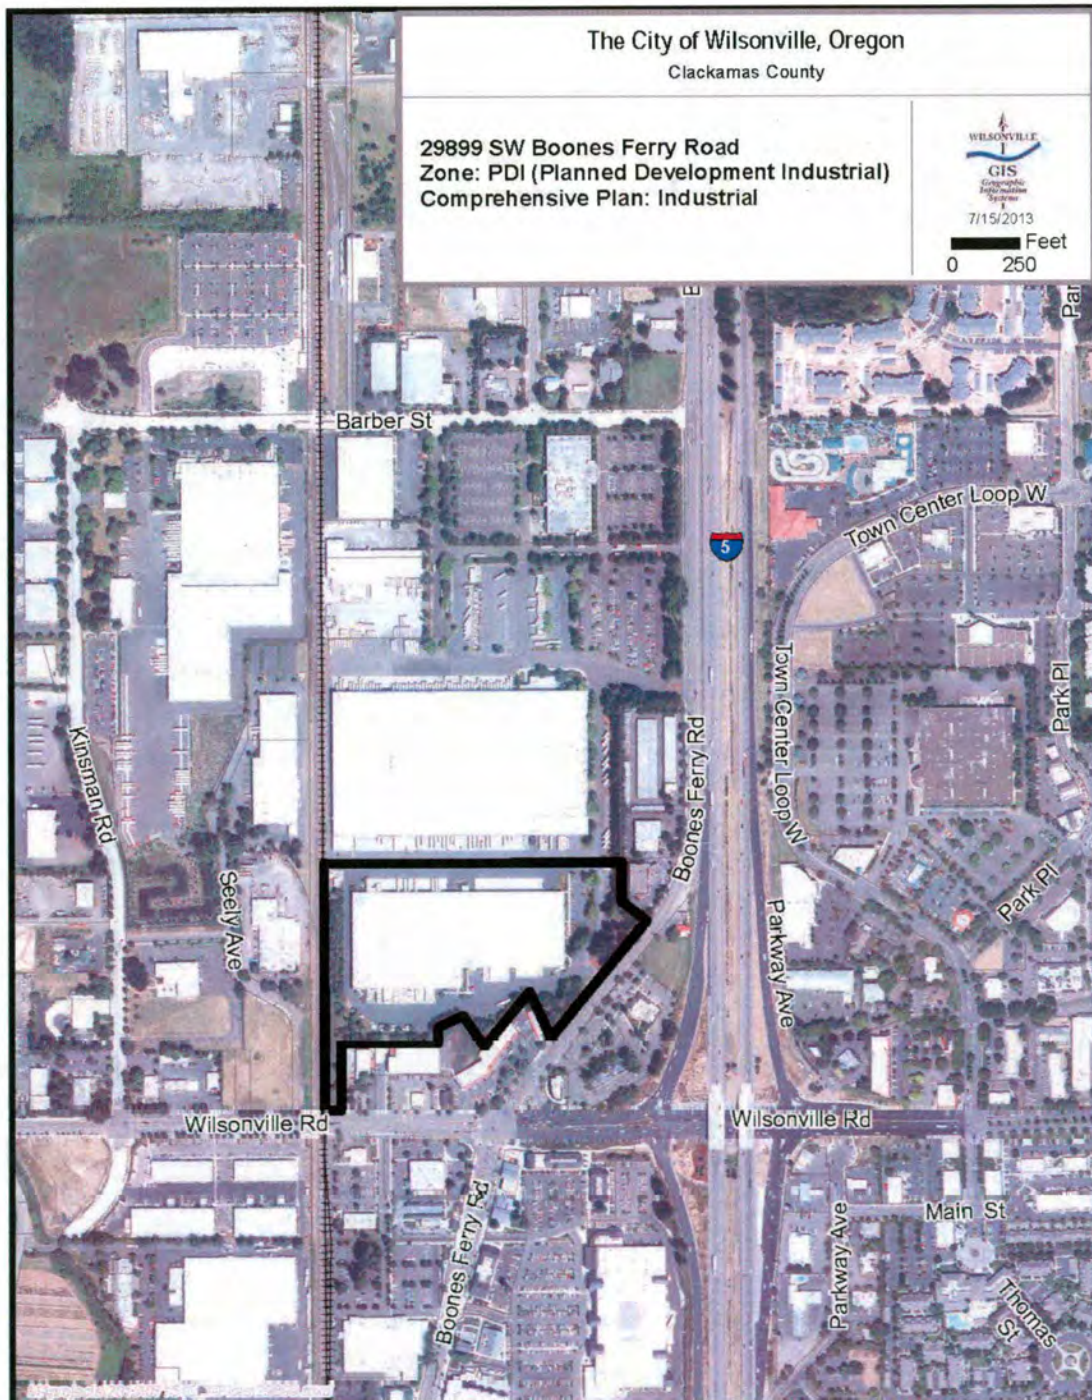 The City of Wilsonville, Oregon
Clackamas County
29899 SW Boones Ferry Road
Zone: PDI (Planned Development Industrial)
Comprehensive Plan: Industrial
WILSONVILLE
GIS
Geographic
Information
Systems
7/15/2013
Feet
0 250
Barber St
Town Center Loop W
5
Town Center Loop W
Park Pl
Kinsman Rd
Boones Ferry Rd
Seely Ave
Parkway Ave
Park Pl
Wilsonville Rd
Wilsonville Rd
Boones Ferry Rd
Parkway Ave
Main St
Thomas
St